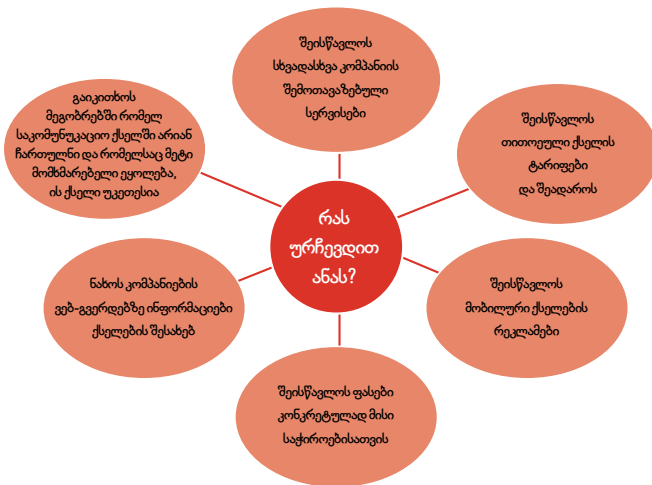 შეისწავლოს
სხვადასხვა კომპანიის
შემოთავაზებული
სერვისები
გაიკითხოს
მეგობრებში რომელ
საკომუნუკაციო ქსელში არიან
ჩართულნი და რომელსაც მეტი
მომხმარებელი ეყოლება,
ის ქსელი უკეთესია
შეისწავლოს
თითოეული ქსელის
ტარიფები
და შეადაროს
რას
ურჩევდით
ანას?
ნახოს კომპანიების
ვებ-გვერდებზე ინფორმაციები
ქსელების შესახებ
შეისწავლოს
მობილური ქსელების
რეკლამები
შეისწავლოს ფასები
კონკრეტულად მისი
საჭიროებისათვის